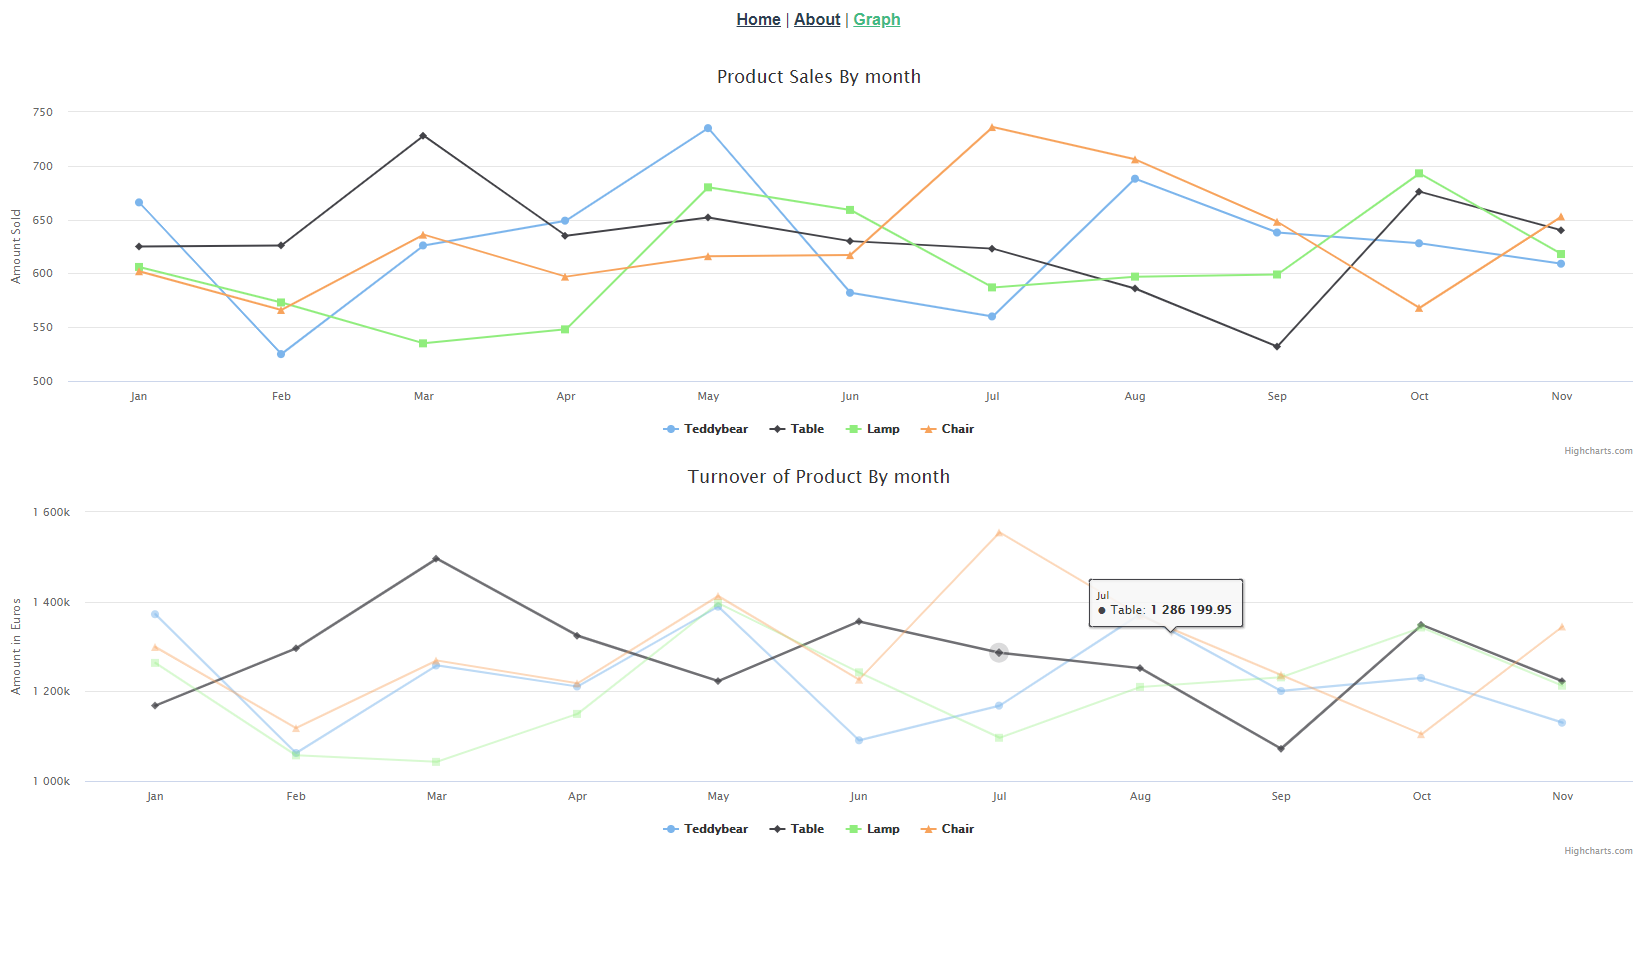 Home | About | Graph
Product Sales By month
Amount Sold
750
700
650
600
550
500
Jan Feb Mar Apr May Jun Jul Aug Sep Oct Nov
Teddybear Table Lamp Chair
Highcharts.com
Turnover of Product By month
Amount in Euros
1 600k
1 400k
1 200k
1 000k
Jul
● Table: 1 286 199.95
Jan Feb Mar Apr May Jun Jul Aug Sep Oct Nov
Teddybear Table Lamp Chair
Highcharts.com